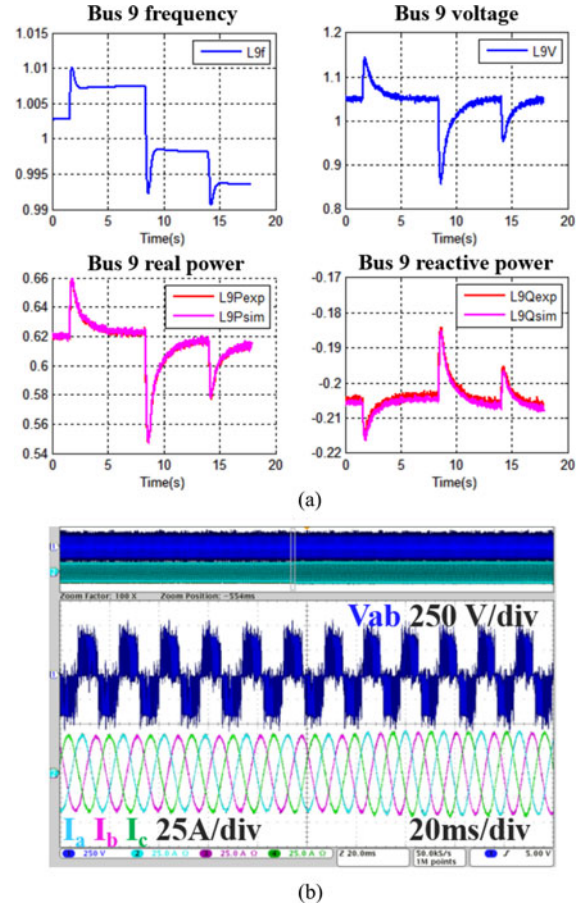 (a)
Bus 9 frequency
1.015
1.01
1.005
1
0.995
0.99
0 5 10 15 20
Time(s)
L9f
Bus 9 voltage
1.2
1.1
1
0.9
0.8
0 5 10 15 20
Time(s)
L9V
Bus 9 real power
0.66
0.64
0.62
0.6
0.58
0.56
0.54
0 5 10 15 20
Time(s)
L9Pexp
L9Psim
Bus 9 reactive power
-0.17
-0.18
-0.19
-0.2
-0.21
-0.22
0 5 10 15 20
Time(s)
L9Qexp
L9Qsim
(a)
Zoom Factor: 100 X Zoom Position: -554ms
Vab 250 V/div
Ia Ib Ic 25A/div 20ms/div
1 250 V 2 25.0 A Ω 3 25.0 A Ω 4 25.0 A Ω Z 20.0ms 50.0kS/s 1 5.00 V
1M points
(b)